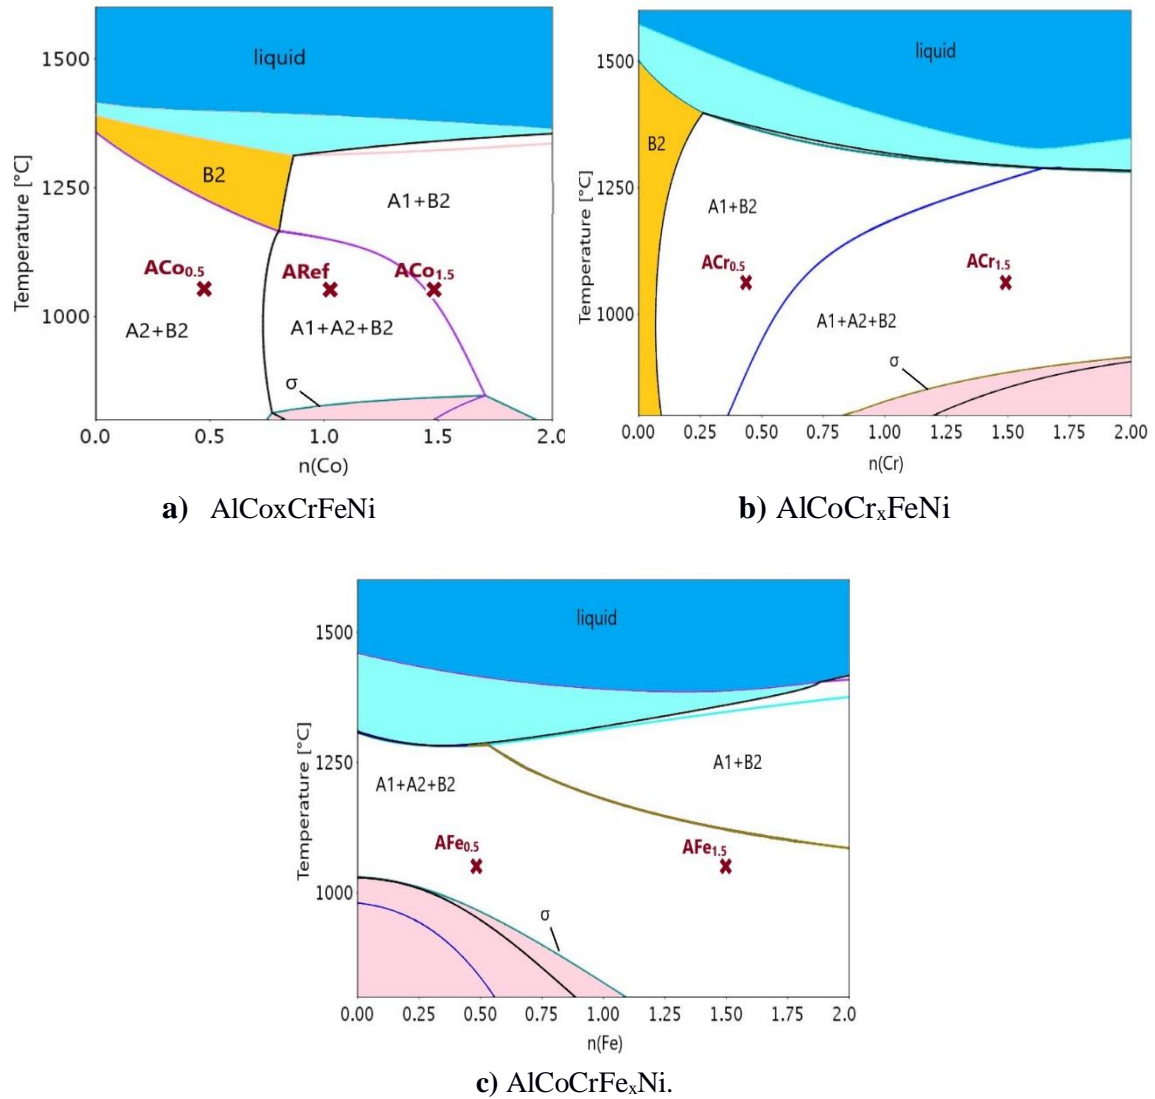 1500
1250
1000
Temperature [°C]
liquid
B2
A1+B2
ACo0.5
ARef
ACo1.5
A2+B2
A1+A2+B2
σ
0.0 0.5 1.0 1.5 2.0
n(Co)
a) AlCoxCrFeNi
1500
1250
1000
Temperature [°C]
liquid
B2
A1+B2
ACr0.5
ACr1.5
A1+A2+B2
σ
0.00 0.25 0.50 0.75 1.00 1.25 1.50 1.75 2.00
n(Cr)
b) AlCoCrxFeNi
1500
1250
1000
Temperature [°C]
liquid
A1+B2
A1+A2+B2
AFe0.5
AFe1.5
σ
0.00 0.25 0.50 0.75 1.00 1.25 1.50 1.75 2.0
n(Fe)
c) AlCoCrFexNi.